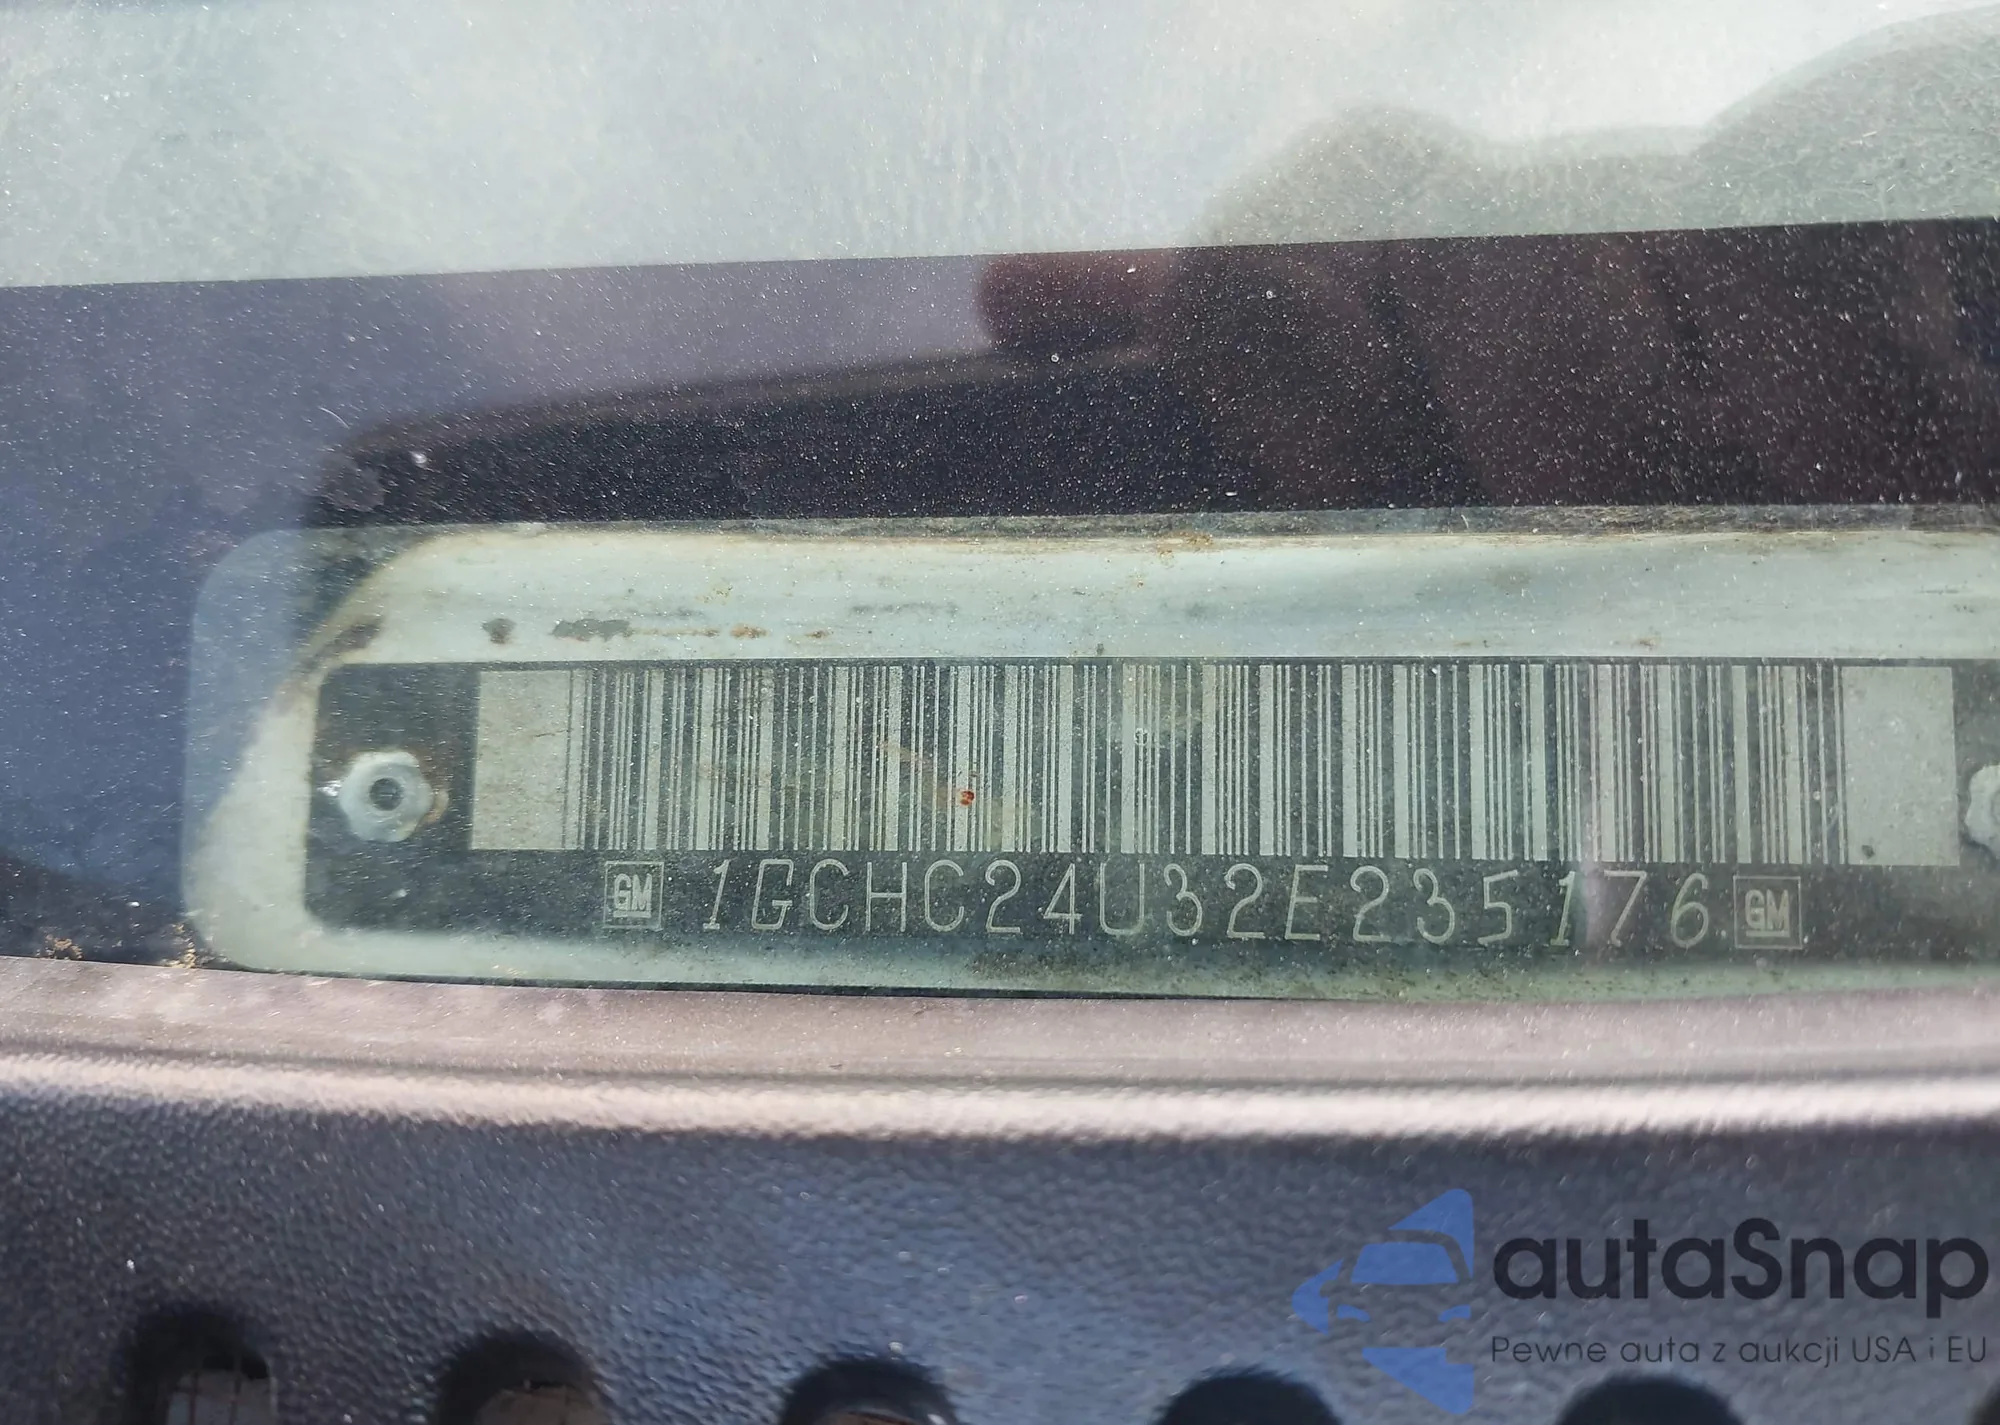 GM 1GCHC24U32E235176 GM
autaSnap
Pewne auta z aukcji USA i EU